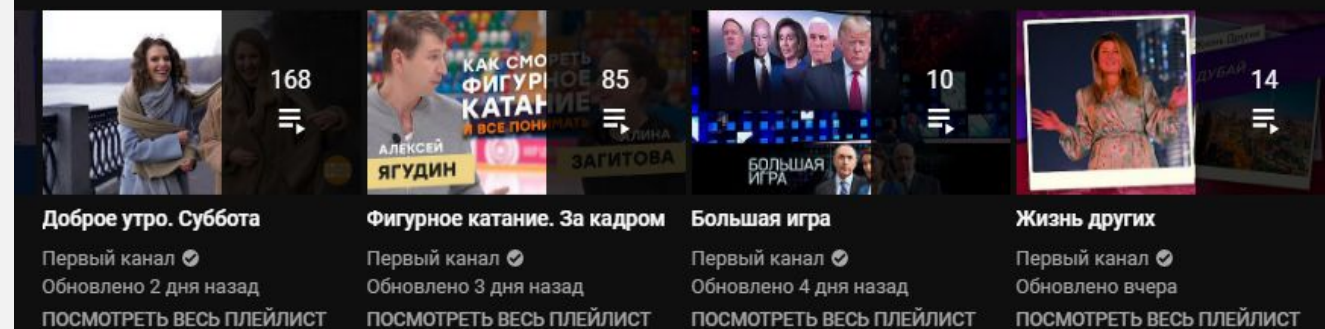 168
КАК СМОРЕТЬ
ФИГУРНОЕ
КАТАНИЕ
И ВСЕ ПОНИМАТЬ
АЛЕКСЕЙ
ЯГУДИН
АЛИНА
ЗАГИТОВА
85
БОЛЬШАЯ
ИГРА
10
Жизнь Других
ДУБАЙ
14
Доброе утро. Суббота
Первый канал
Обновлено 2 дня назад
ПОСМОТРЕТЬ ВЕСЬ ПЛЕЙЛИСТ
Фигурное катание. За кадром
Первый канал
Обновлено 3 дня назад
ПОСМОТРЕТЬ ВЕСЬ ПЛЕЙЛИСТ
Большая игра
Первый канал
Обновлено 4 дня назад
ПОСМОТРЕТЬ ВЕСЬ ПЛЕЙЛИСТ
Жизнь других
Первый канал
Обновлено вчера
ПОСМОТРЕТЬ ВЕСЬ ПЛЕЙЛИСТ